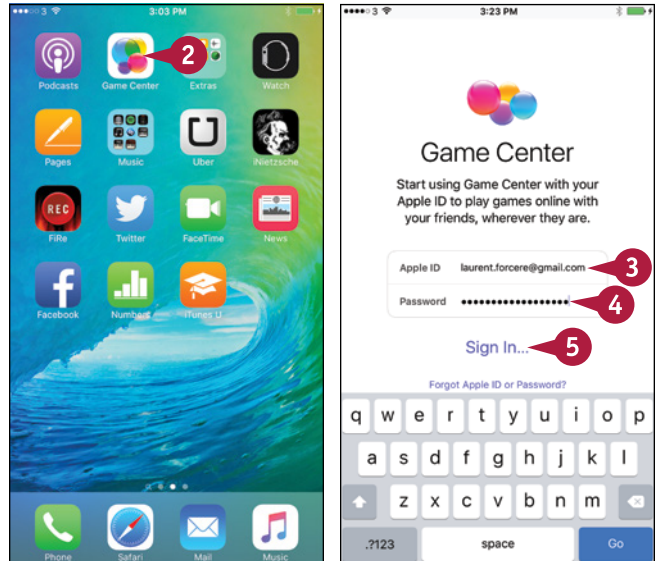 3 3:03 PM
2
Podcasts Game Center Extras Watch
Pages Music Uber iNietzsche
REC
FiRe Twitter FaceTime News
Facebook Numbers iTunes U
Phone Safari Mail Music
3 3:23 PM
Game Center
Start using Game Center with your
Apple ID to play games online with
your friends, wherever they are.
Apple ID laurent.forcere@gmail.com 3
Password •••••••••••••••••• 4
Sign In... 5
Forgot Apple ID or Password?
q w e r t y u i o p
a s d f g h j k l
z x c v b n m
.?123 space Go